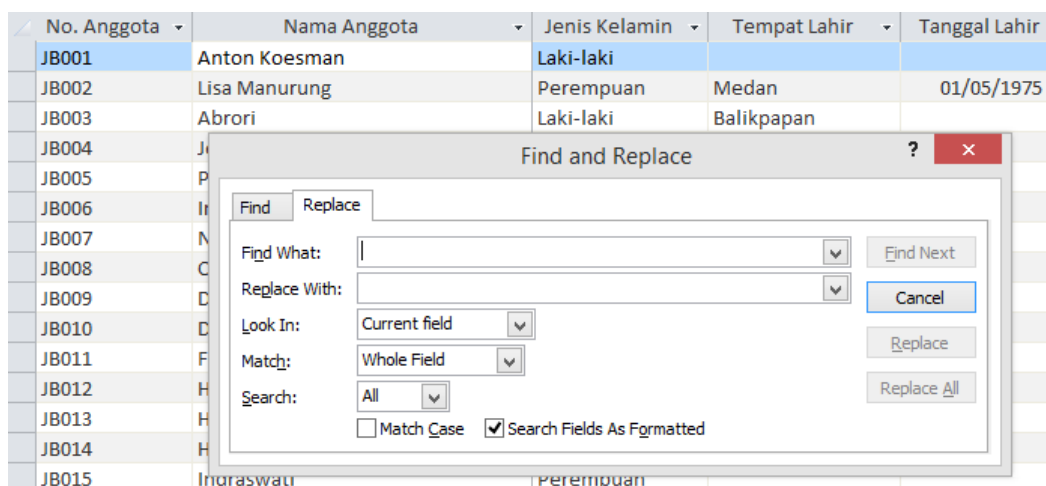 No. Anggota Nama Anggota Jenis Kelamin Tempat Lahir Tanggal Lahir
JB001 Anton Koesman Laki-laki
JB002 Lisa Manurung Perempuan Medan 01/05/1975
JB003 Abrori Laki-laki Balikpapan
JB004
JB005 P
JB006
JB007 N
JB008
JB009 D
JB010 D
JB011 F
JB012 H
JB013 H
JB014 H
JB015 Indraswati Perempuan
Find and Replace ?
Find Replace
Find What: Find Next
Replace With: Cancel
Look In: Current field
Replace
Match: Whole Field
Replace All
Search: All
Match Case Search Fields As Formatted